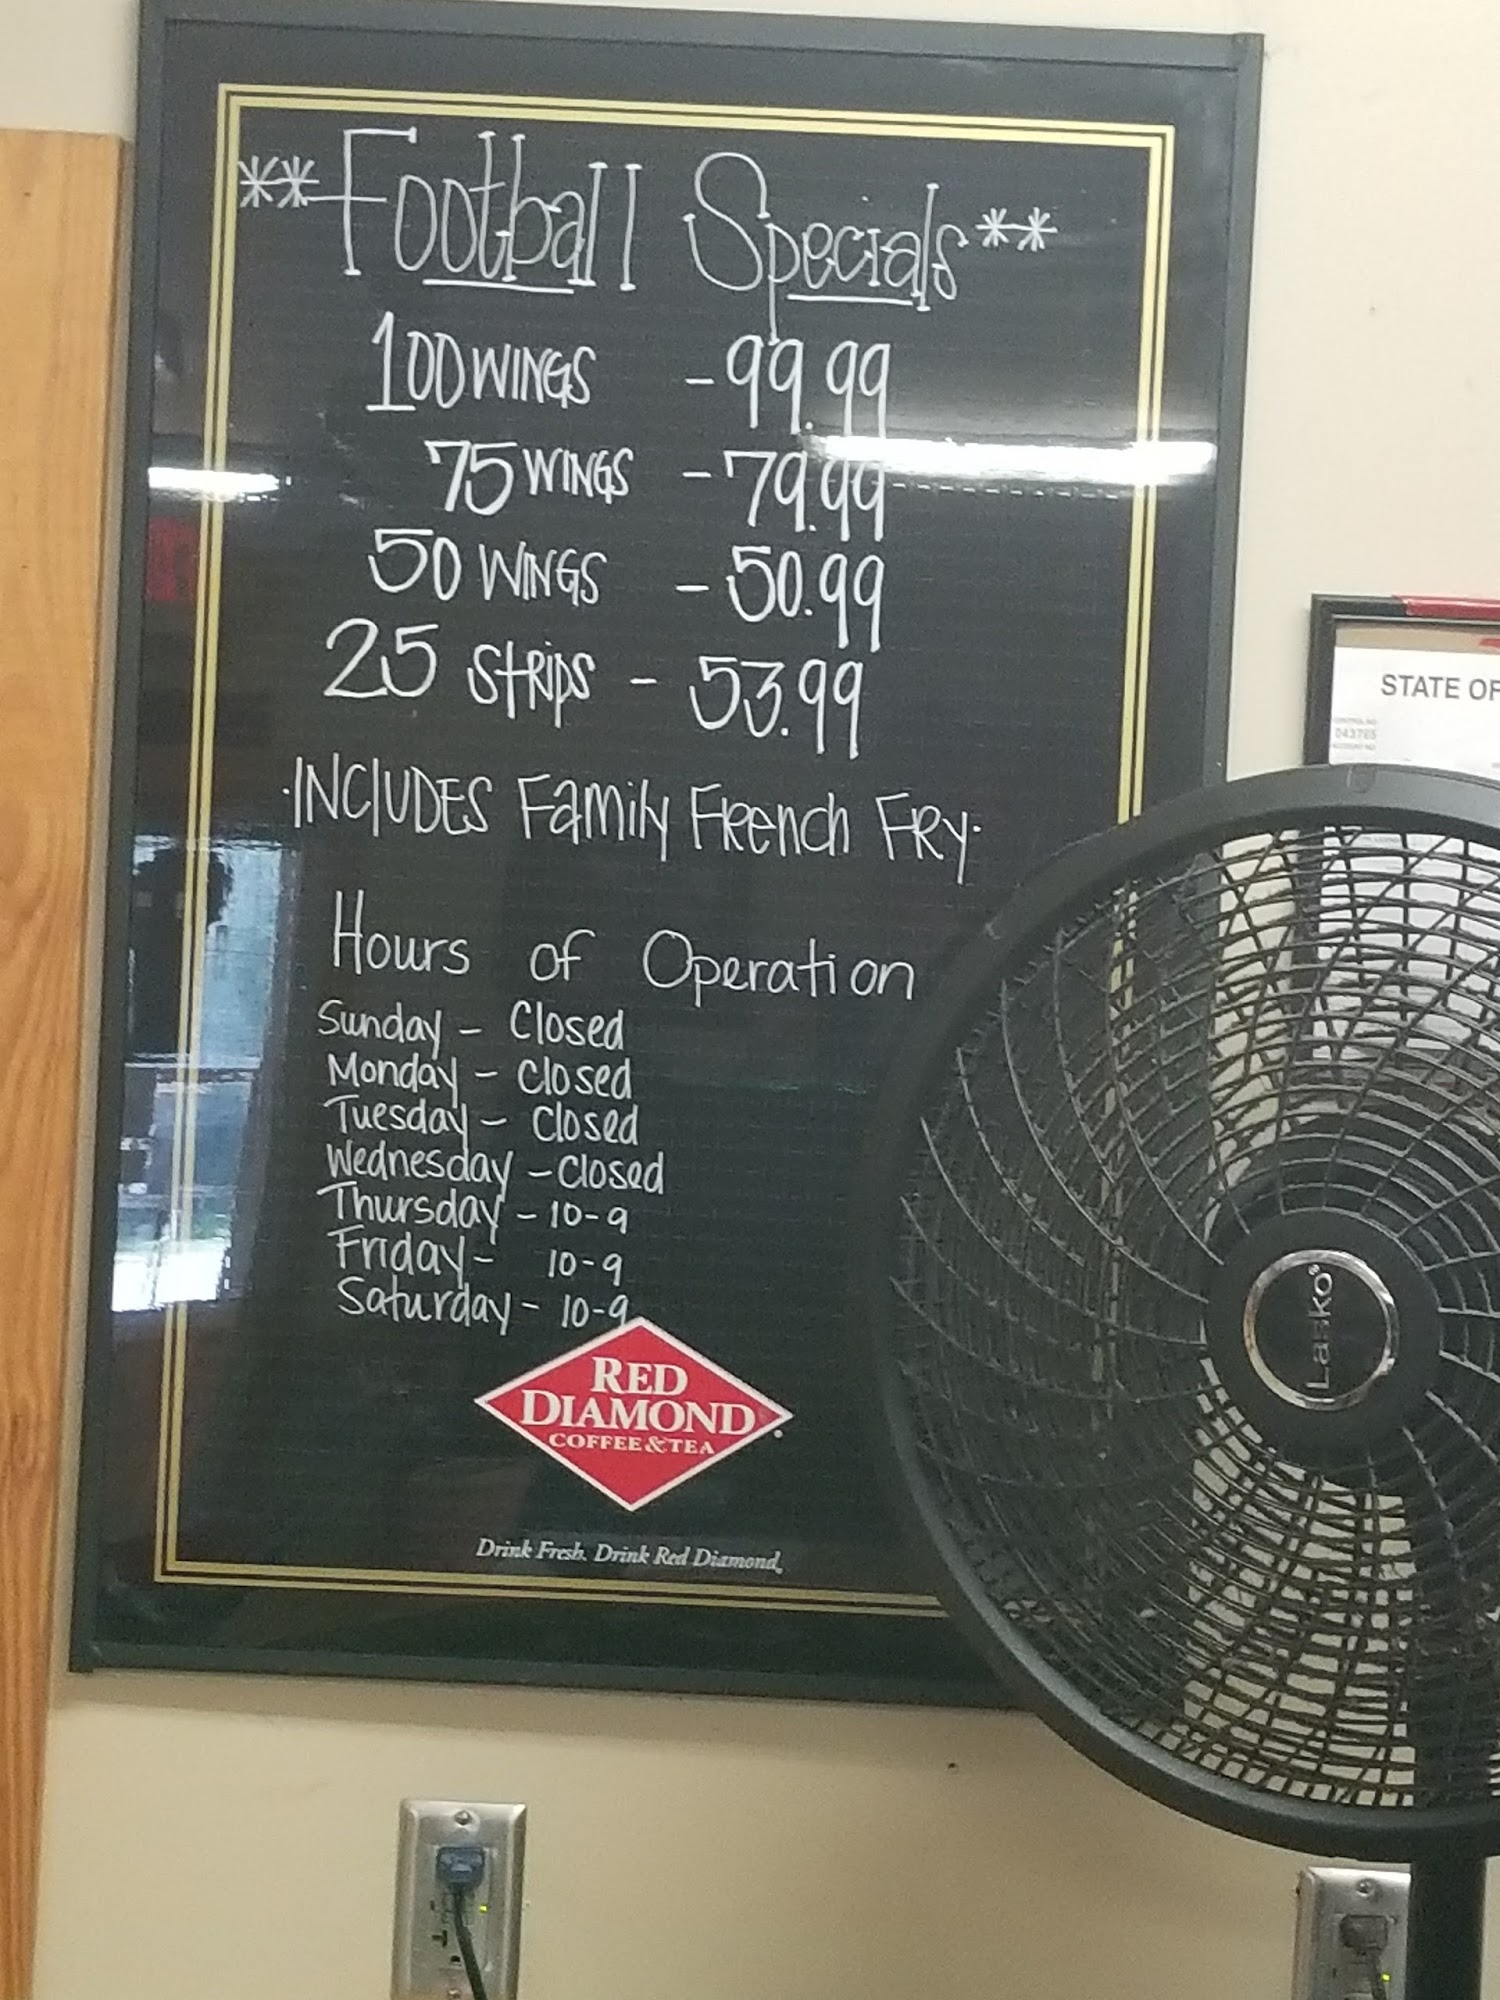 **Football Specials**
100 WINGS - 99.99
75 WINGS - 79.99
50 WINGS - 50.99
25 StRips - 53.99
·INCLUDES Family FRench FRY·
Hours of Operation
Sunday - Closed
Monday - Closed
Tuesday - Closed
Wednesday - Closed
Thursday - 10-9
Friday - 10-9
Saturday - 10-9
RED
DIAMOND
COFFEE & TEA
Drink Fresh. Drink Red Diamond.
STATE OF
043765
Lasko®